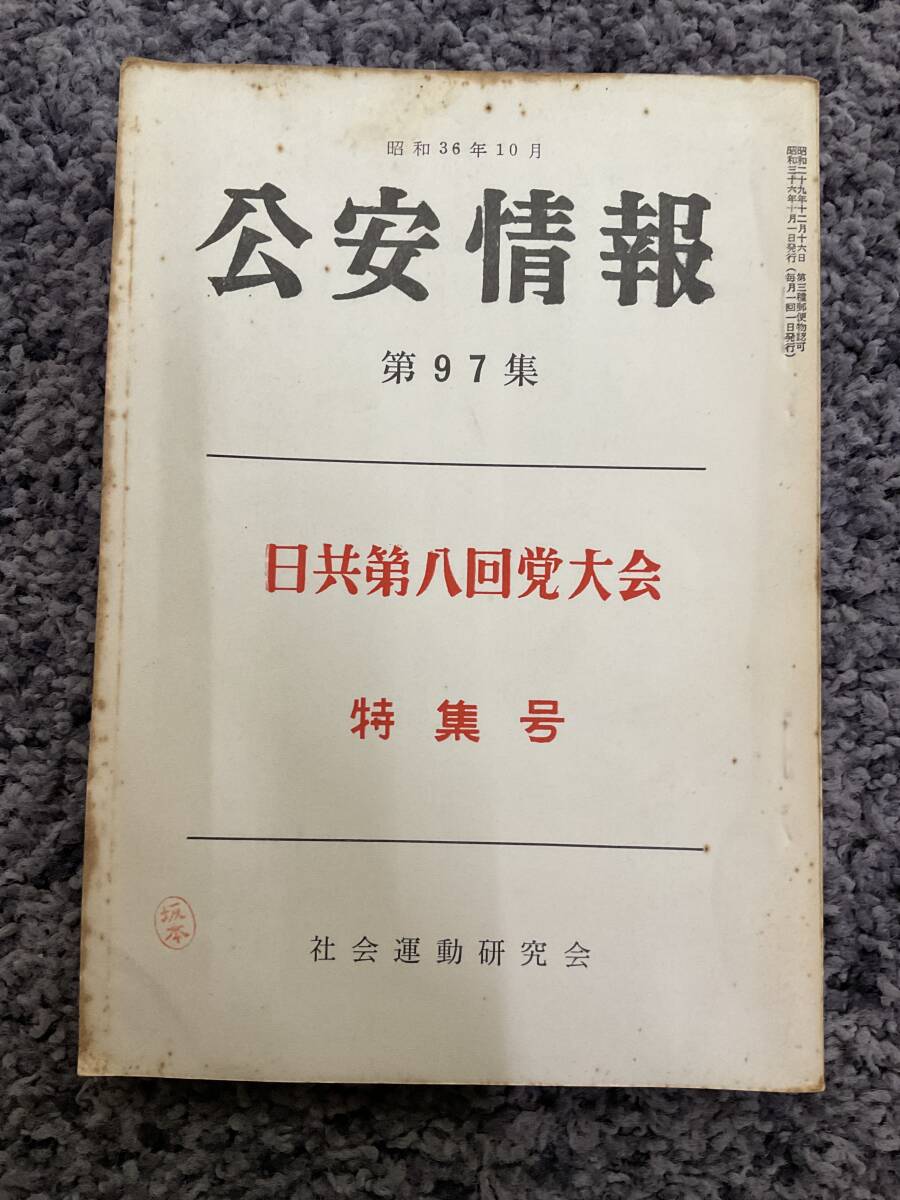 昭和36年10月
公安情報
第97集
昭和二十九年十二月十六日 第三種郵便物認可
昭和三十六年十月一日発行(毎月一回一日発行)
日共第八回党大会
特集号
坂本
社会運動研究会